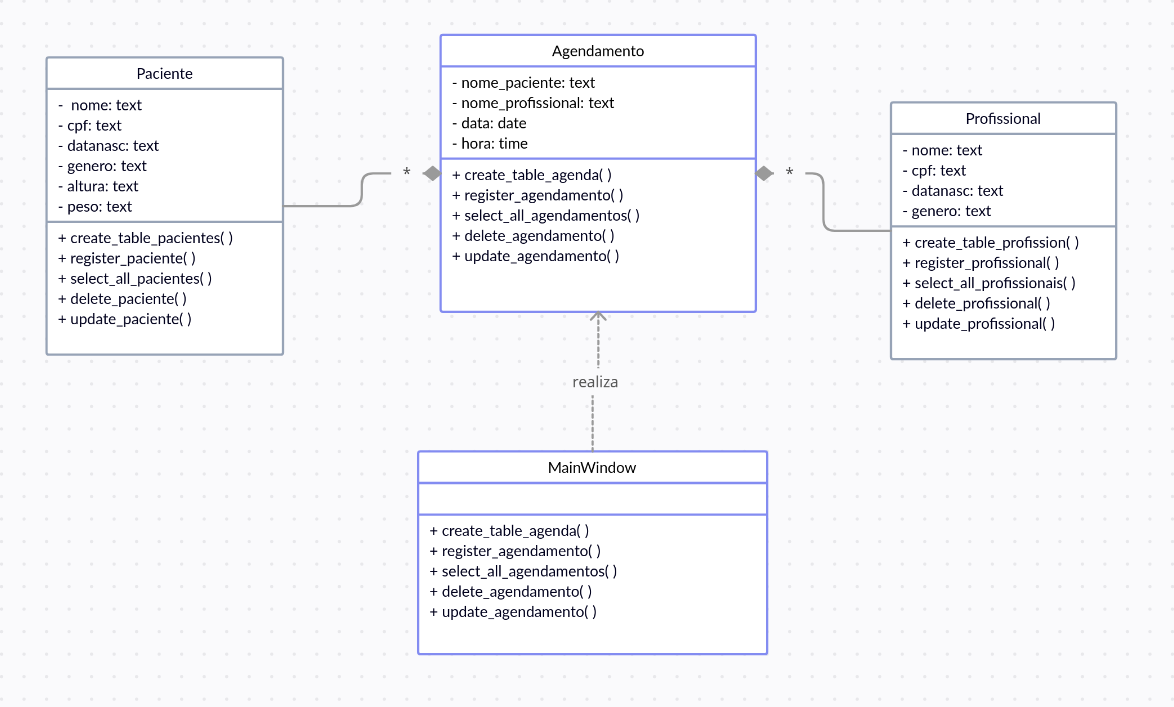 Paciente
- nome: text
- cpf: text
- datanasc: text
- genero: text
- altura: text
- peso: text
+ create_table_pacientes( )
+ register_paciente( )
+ select_all_pacientes( )
+ delete_paciente( )
+ update_paciente( )
*
Agendamento
- nome_paciente: text
- nome_profissional: text
- data: date
- hora: time
+ create_table_agenda( )
+ register_agendamento( )
+ select_all_agendamentos( )
+ delete_agendamento( )
+ update_agendamento( )
*
Profissional
- nome: text
- cpf: text
- datanasc: text
- genero: text
+ create_table_profission( )
+ register_profissional( )
+ select_all_profissionais( )
+ delete_profissional( )
+ update_profissional( )
realiza
MainWindow
+ create_table_agenda( )
+ register_agendamento( )
+ select_all_agendamentos( )
+ delete_agendamento( )
+ update_agendamento( )